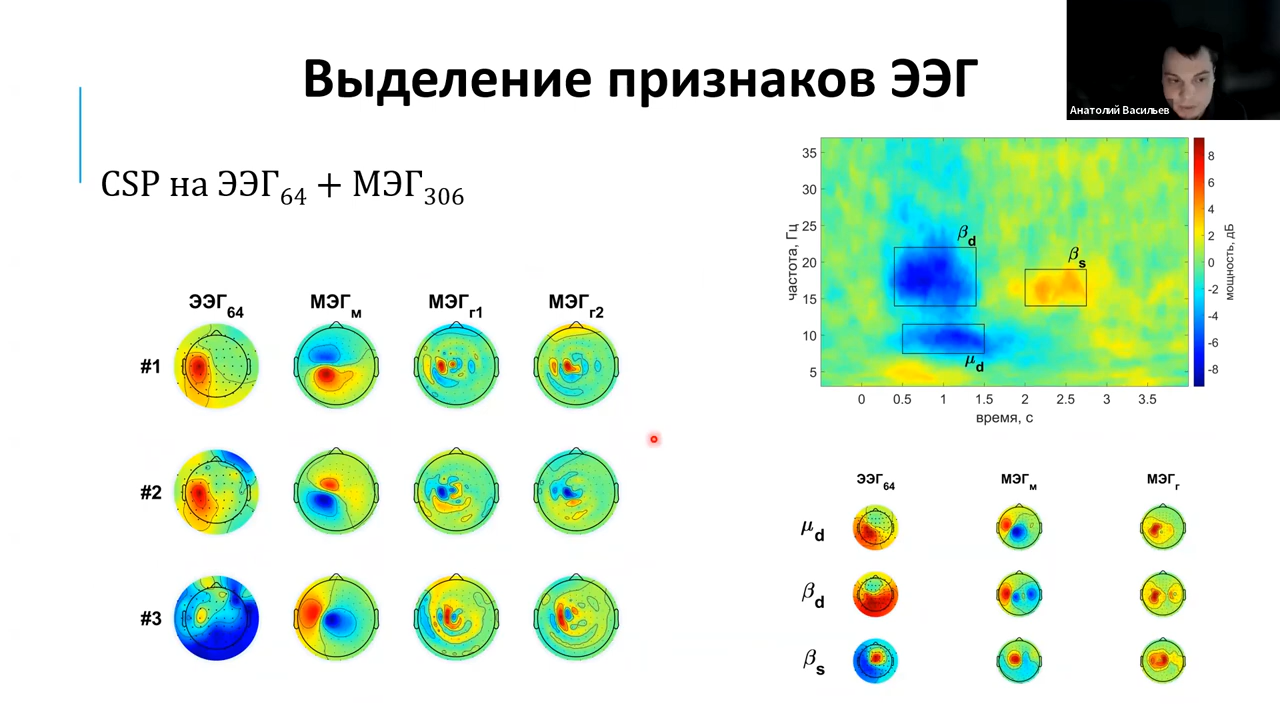 Выделение признаков ЭЭГ
Анатолий Васильев
CSP на ЭЭГ64 + МЭГ306
ЭЭГ64 МЭГм МЭГг1 МЭГг2
#1
#2
#3
частота, Гц
35
30
25
20
15
10
5
βd
βs
μd
0 0.5 1 1.5 2 2.5 3 3.5
время, с
8
6
4
2
0
-2
-4
-6
-8
мощность, дБ
ЭЭГ64 МЭГм МЭГг
μd
βd
βs